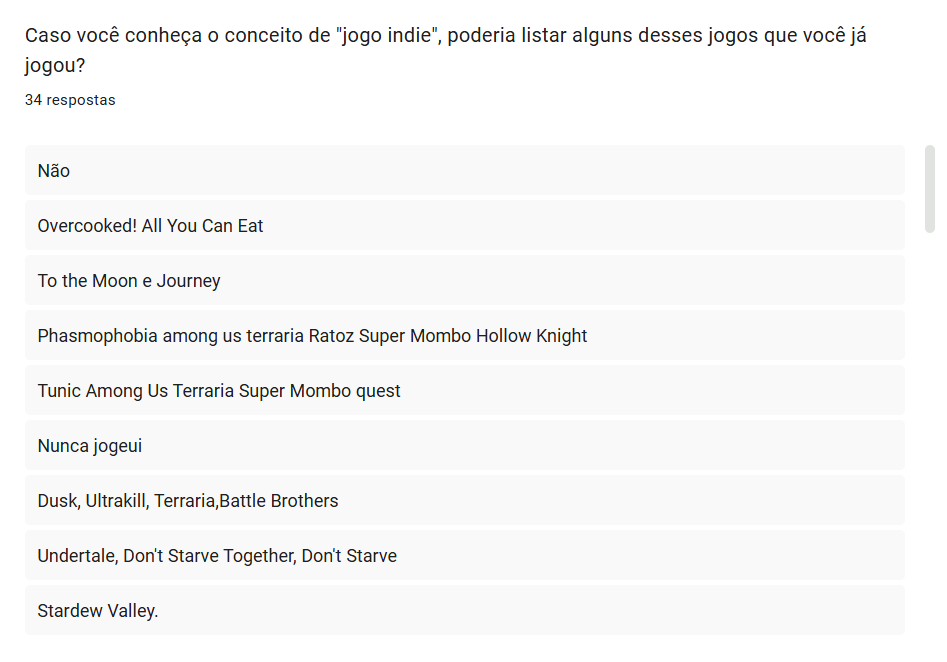 Caso você conheça o conceito de "jogo indie", poderia listar alguns desses jogos que você já
jogou?
34 respostas
Não
Overcooked! All You Can Eat
To the Moon e Journey
Phasmophobia among us terraria Ratoz Super Mombo Hollow Knight
Tunic Among Us Terraria Super Mombo quest
Nunca jogeui
Dusk, Ultrakill, Terraria,Battle Brothers
Undertale, Don't Starve Together, Don't Starve
Stardew Valley.